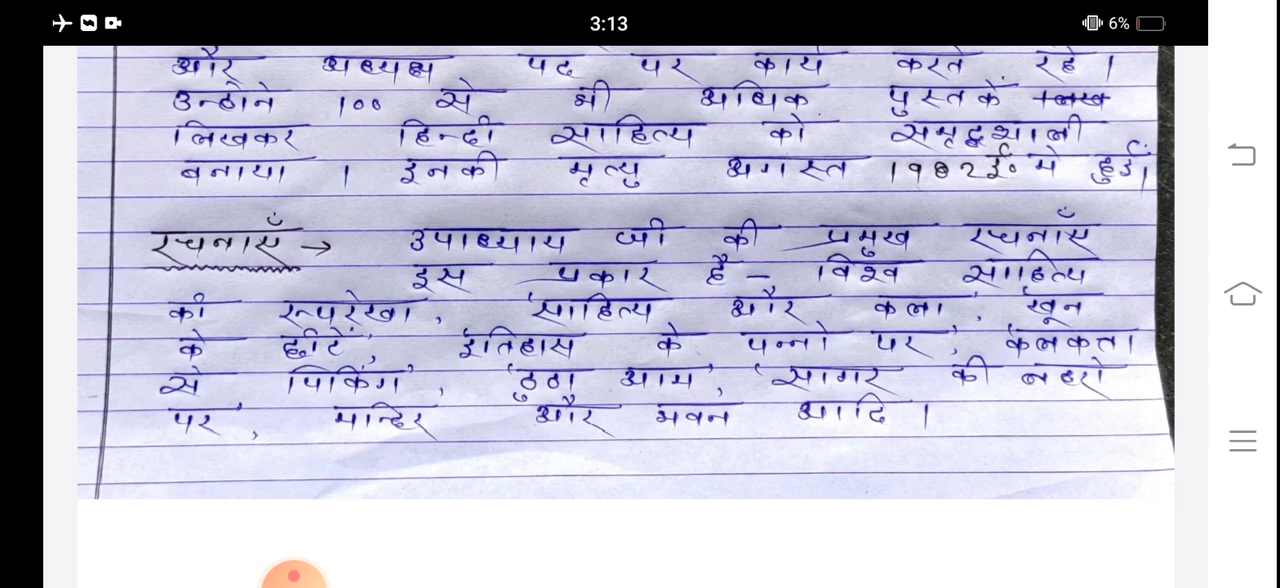 3:13 6%
और अध्यक्ष पद पर कार्य करते रहे।
उन्होने 100 से भी अधिक पुस्तकें
लिखकर हिन्दी साहित्य को समृद्धशाली
बनाया । इनकी मृत्यु अगस्त 1982ई० मे हुई।
रचनाएँ → उपाध्याय जी की प्रमुख रचनाएँ
इस प्रकार है - विश्व साहित्य
की रूपरेखा, 'साहित्य और कला', 'खून
के छींटे', 'इतिहास के पन्नो पर', 'कलकत्ता
से पिकिंग', 'ठुठा आम', 'सागर की लहरो
पर', मन्दिर और भवन आदि ।